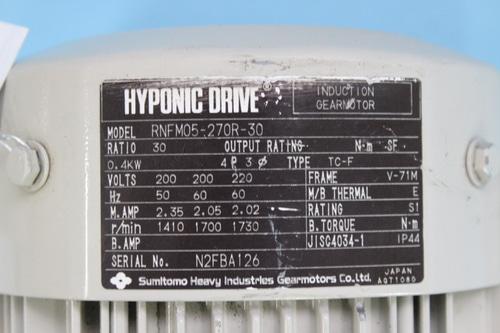 HYPONIC DRIVE
INDUCTION GEARMOTOR
MODEL RNFM05-270R-30
RATIO 30 OUTPUT RATING N·m SF
0.4KW 4P 3Φ TYPE TC-F
VOLTS 200 200 220 FRAME V-71M
Hz 50 60 60 M/B THERMAL E
M.AMP 2.35 2.05 2.02 RATING S1
r/min 1410 1700 1730 B.TORQUE N·m
B.AMP JISC4034-1 IP44
SERIAL No. N2FBA126
Sumitomo Heavy Industries Gearmotors Co.Ltd. JAPAN
AQT1080